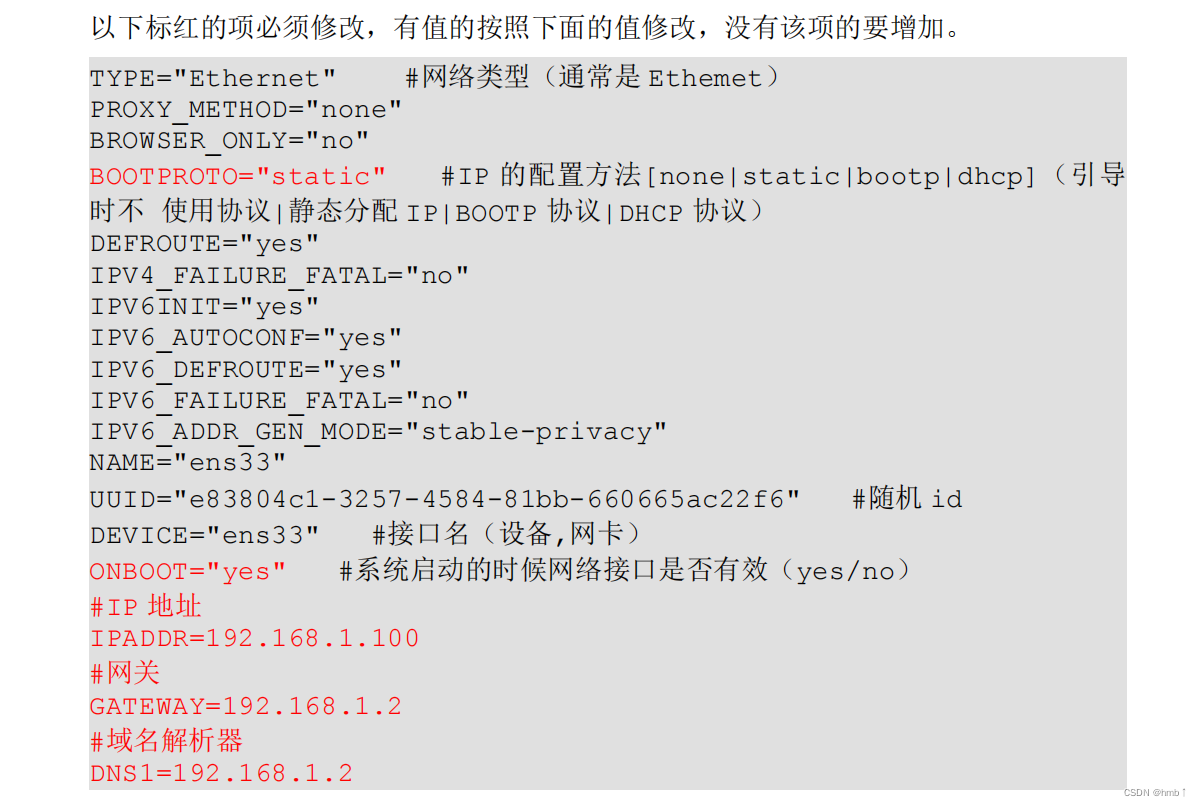 以下标红的项必须修改，有值的按照下面的值修改，没有该项的要增加。
TYPE="Ethernet" #网络类型（通常是 Ethemet）
PROXY_METHOD="none"
BROWSER_ONLY="no"
BOOTPROTO="static" #IP 的配置方法[none|static|bootp|dhcp]（引导
时不 使用协议|静态分配 IP|BOOTP 协议|DHCP 协议）
DEFROUTE="yes"
IPV4_FAILURE_FATAL="no"
IPV6INIT="yes"
IPV6_AUTOCONF="yes"
IPV6_DEFROUTE="yes"
IPV6_FAILURE_FATAL="no"
IPV6_ADDR_GEN_MODE="stable-privacy"
NAME="ens33"
UUID="e83804c1-3257-4584-81bb-660665ac22f6" #随机 id
DEVICE="ens33" #接口名（设备,网卡）
ONBOOT="yes" #系统启动的时候网络接口是否有效（yes/no）
#IP 地址
IPADDR=192.168.1.100
#网关
GATEWAY=192.168.1.2
#域名解析器
DNS1=192.168.1.2
CSDN @hmb↑